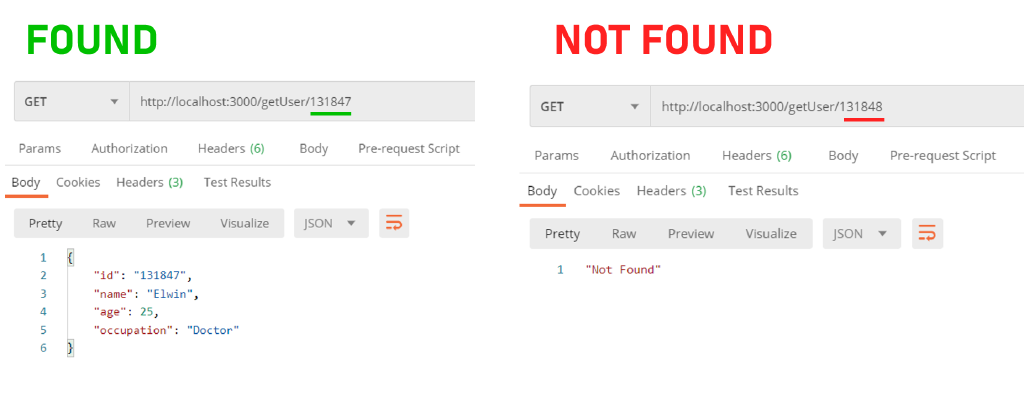 FOUND
GET http://localhost:3000/getUser/131847
Params Authorization Headers (6) Body Pre-request Script
Body Cookies Headers (3) Test Results
Pretty Raw Preview Visualize JSON
1 {
2 "id": "131847",
3 "name": "Elwin",
4 "age": 25,
5 "occupation": "Doctor"
6 }
NOT FOUND
GET http://localhost:3000/getUser/131848
Params Authorization Headers (6) Body Pre-request Script
Body Cookies Headers (3) Test Results
Pretty Raw Preview Visualize JSON
1 "Not Found"